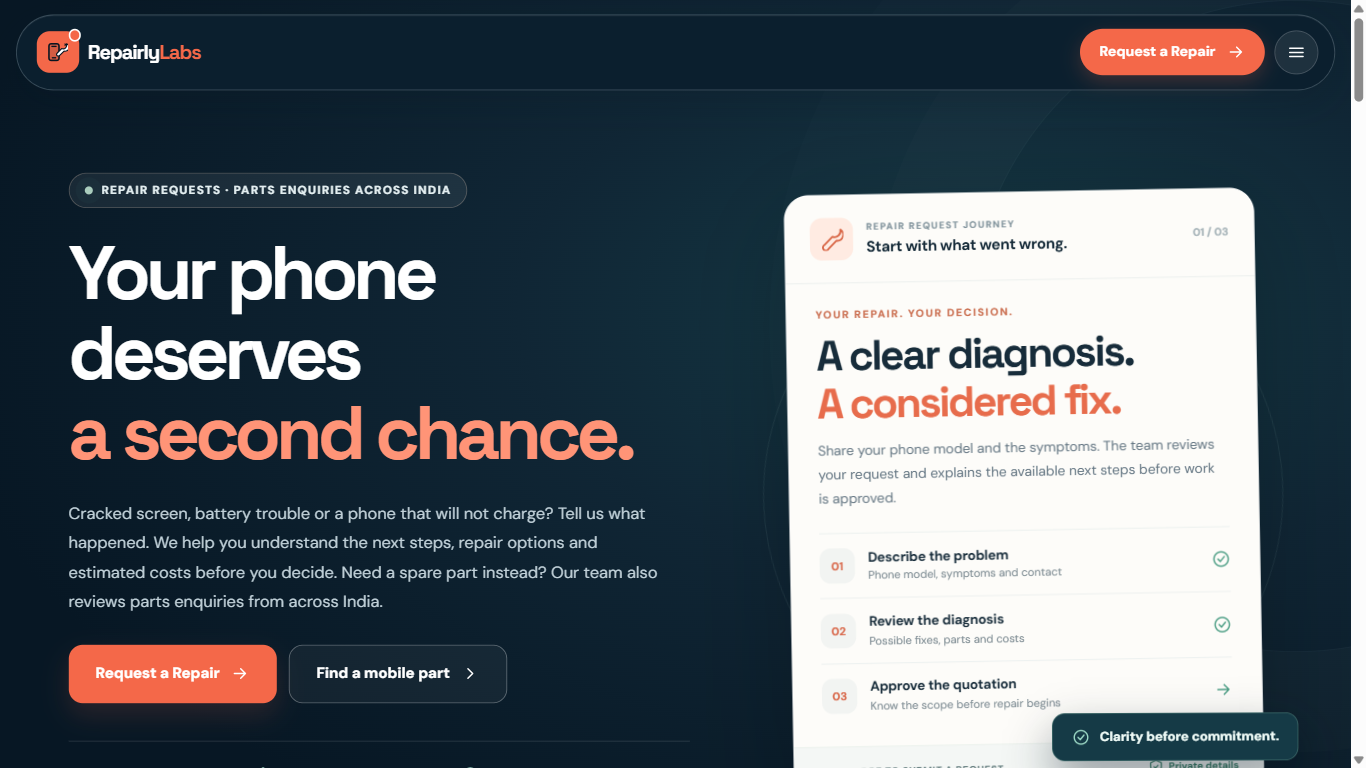 RepairlyLabs
Request a Repair
REPAIR REQUESTS · PARTS ENQUIRIES ACROSS INDIA
Your phone
deserves
a second chance.
Cracked screen, battery trouble or a phone that will not charge? Tell us what
happened. We help you understand the next steps, repair options and
estimated costs before you decide. Need a spare part instead? Our team also
reviews parts enquiries from across India.
Request a Repair
Find a mobile part
REPAIR REQUEST JOURNEY
Start with what went wrong.
01 / 03
YOUR REPAIR. YOUR DECISION.
A clear diagnosis.
A considered fix.
Share your phone model and the symptoms. The team reviews
your request and explains the available next steps before work
is approved.
01
Describe the problem
Phone model, symptoms and contact
02
Review the diagnosis
Possible fixes, parts and costs
03
Approve the quotation
Know the scope before repair begins
Clarity before commitment.
TO SUBMIT A REQUEST
Private details